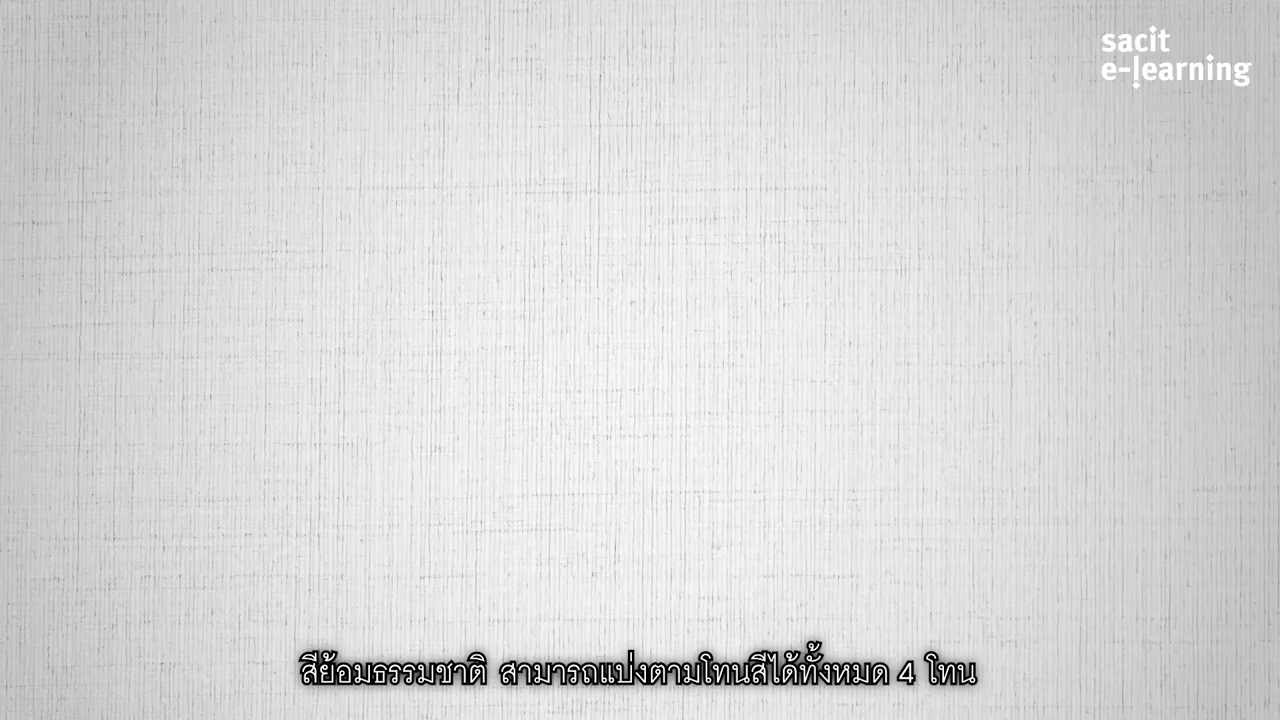 sacit
e-learning
สีย้อมธรรมชาติ สามารถแบ่งตามโทนสีได้ทั้งหมด 4 โทน